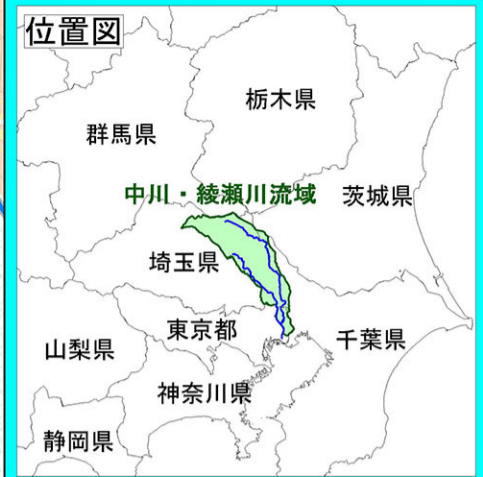 位置図
栃木県
群馬県
中川・綾瀬川流域
茨城県
埼玉県
東京都
千葉県
山梨県
神奈川県
静岡県